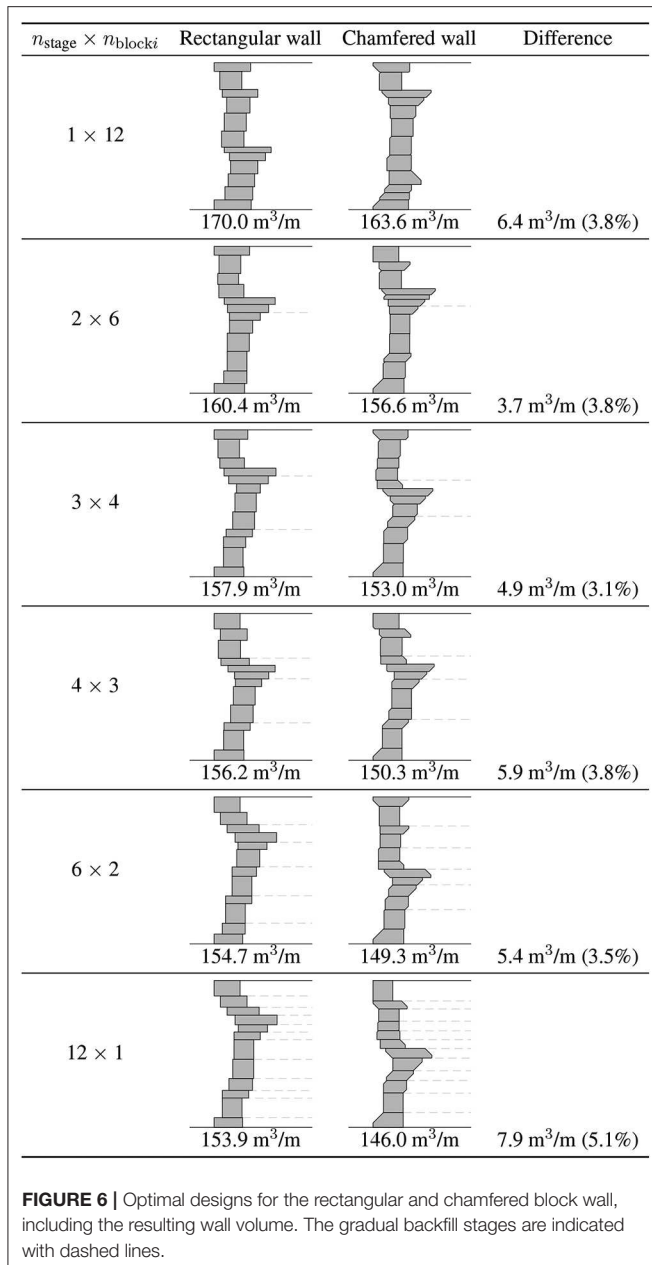 n_stage × n_blocki Rectangular wall Chamfered wall Difference
1 × 12
170.0 m³/m 163.6 m³/m 6.4 m³/m (3.8%)
2 × 6
160.4 m³/m 156.6 m³/m 3.7 m³/m (3.8%)
3 × 4
157.9 m³/m 153.0 m³/m 4.9 m³/m (3.1%)
4 × 3
156.2 m³/m 150.3 m³/m 5.9 m³/m (3.8%)
6 × 2
154.7 m³/m 149.3 m³/m 5.4 m³/m (3.5%)
12 × 1
153.9 m³/m 146.0 m³/m 7.9 m³/m (5.1%)
FIGURE 6 | Optimal designs for the rectangular and chamfered block wall,
including the resulting wall volume. The gradual backfill stages are indicated
with dashed lines.